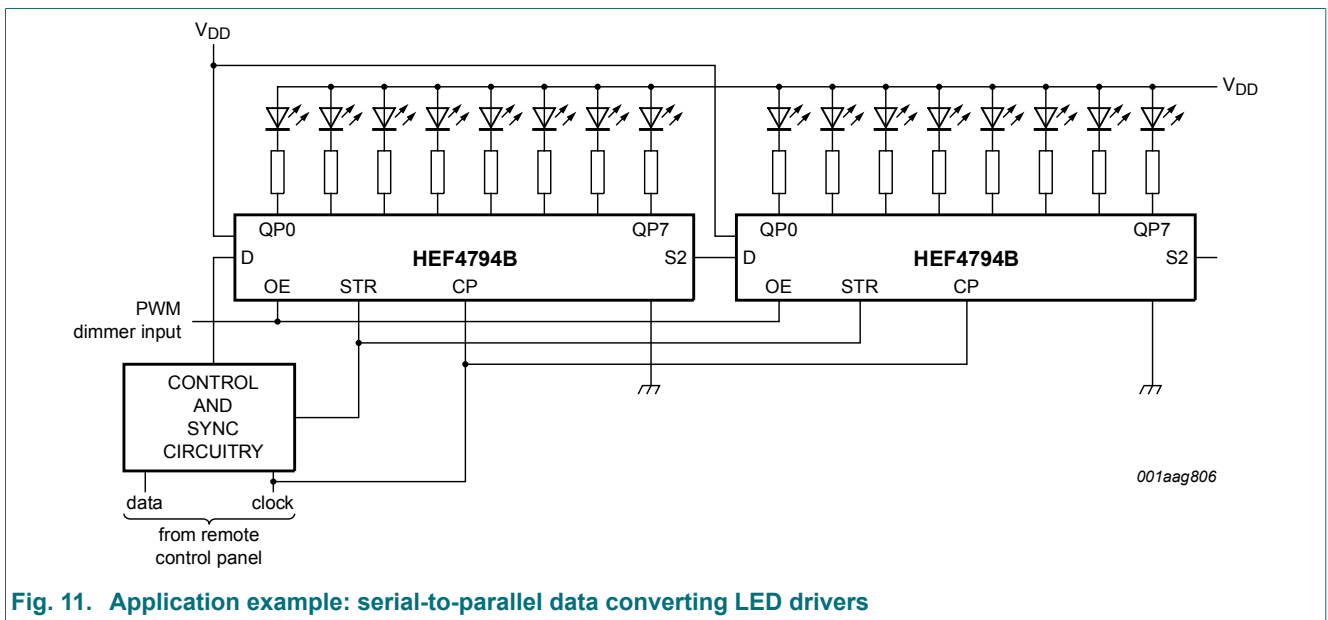 VDD
VDD
QP0 QP7
D HEF4794B S2
OE STR CP
QP0 QP7
D HEF4794B S2
OE STR CP
PWM
dimmer input
CONTROL
AND
SYNC
CIRCUITRY
data clock
from remote
control panel
001aag806
Fig. 11. Application example: serial-to-parallel data converting LED drivers